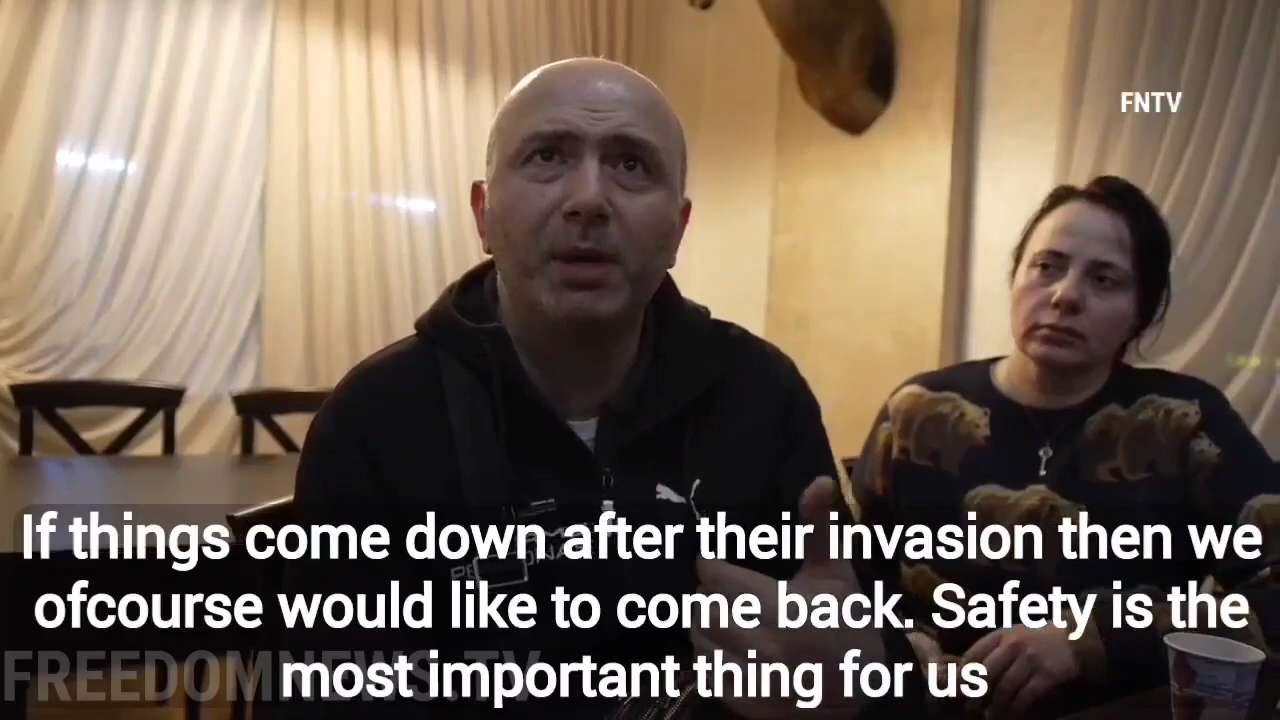 FNTV
If things come down after their invasion then we
ofcourse would like to come back. Safety is the
most important thing for us
FREEDOMNEWS.TV